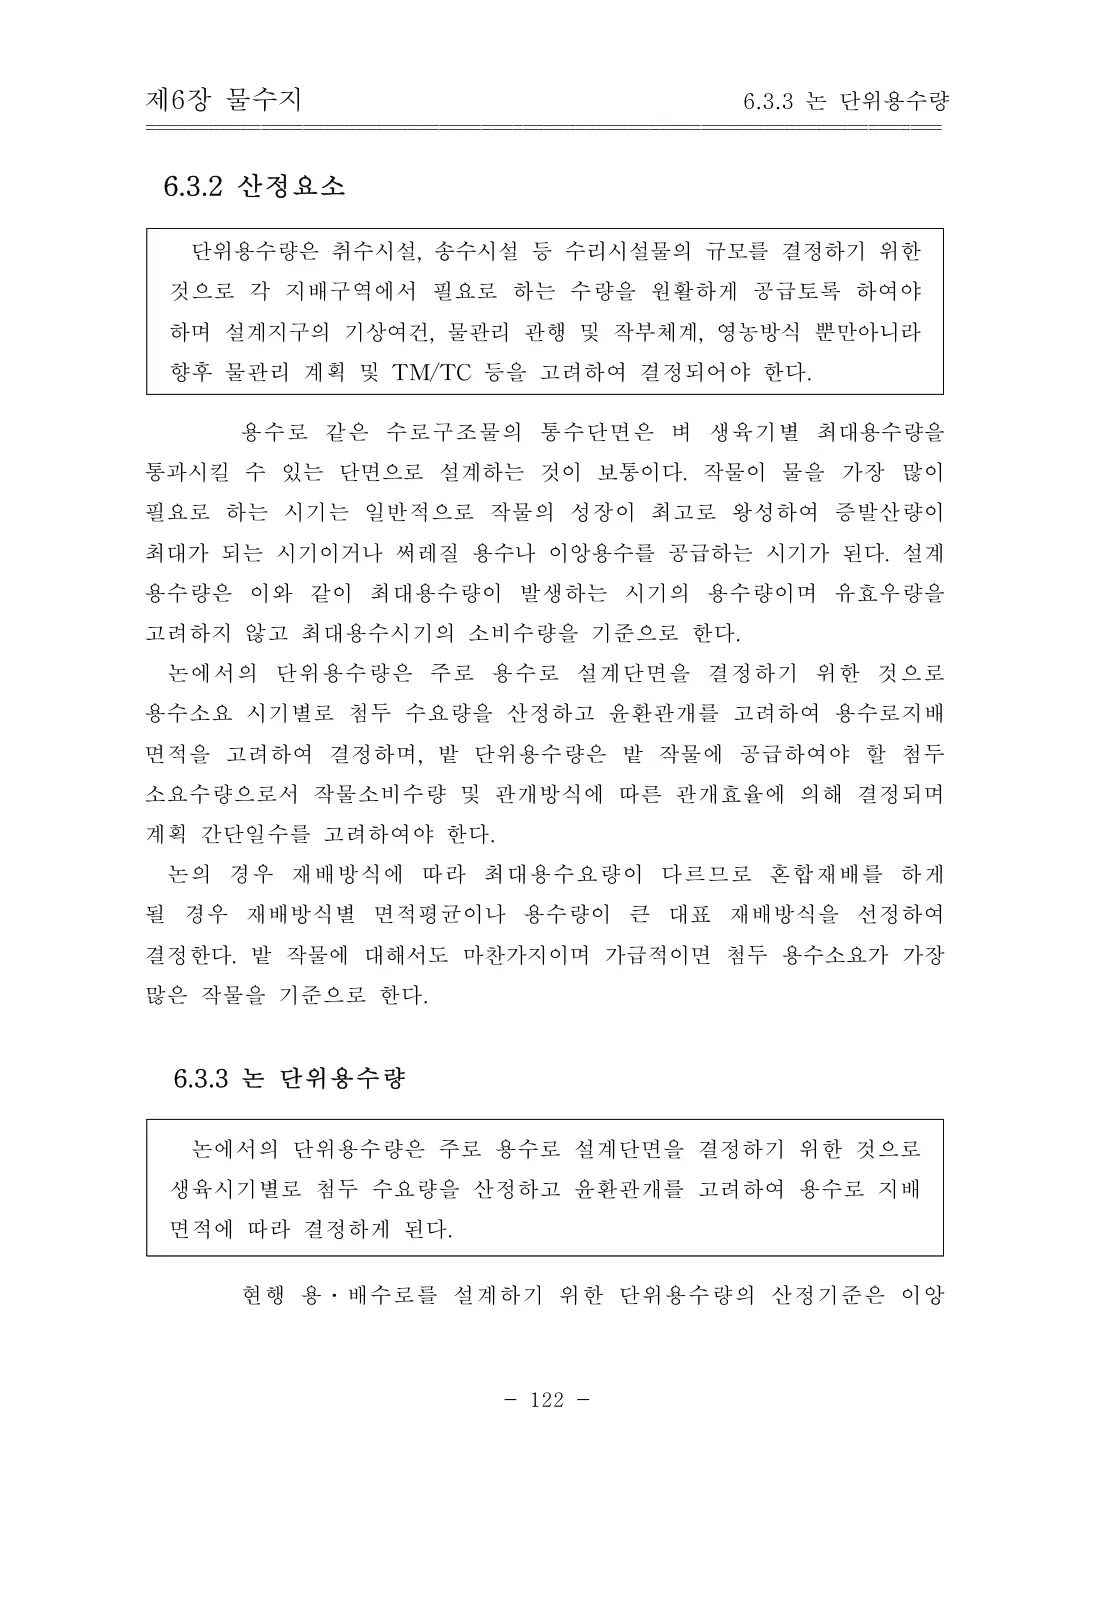 제6장 물수지
6.3.3 논 단위용수량
6.3.2 산정요소
단위용수량은 취수시설, 송수시설 등 수리시설물의 규모를 결정하기 위한
것으로 각 지배구역에서 필요로 하는 수량을 원활하게 공급토록 하여야
하며 설계지구의 기상여건, 물관리 관행 및 작부체계, 영농방식 뿐만아니라
향후 물관리 계획 및 TM/TC 등을 고려하여 결정되어야 한다.
용수로 같은 수로구조물의 통수단면은 벼 생육기별 최대용수량을
통과시킬 수 있는 단면으로 설계하는 것이 보통이다. 작물이 물을 가장 많이
필요로 하는 시기는 일반적으로 작물의 성장이 최고로 왕성하여 증발산량이
최대가 되는 시기이거나 써레질 용수나 이앙용수를 공급하는 시기가 된다. 설계
용수량은 이와 같이 최대용수량이 발생하는 시기의 용수량이며 유효우량을
고려하지 않고 최대용수시기의 소비수량을 기준으로 한다.
논에서의 단위용수량은 주로 용수로 설계단면을 결정하기 위한 것으로
용수소요 시기별로 첨두 수요량을 산정하고 윤환관개를 고려하여 용수로지배
면적을 고려하여 결정하며, 밭 단위용수량은 밭 작물에 공급하여야 할 첨두
소요수량으로서 작물소비수량 및 관개방식에 따른 관개효율에 의해 결정되며
계획 간단일수를 고려하여야 한다.
논의 경우 재배방식에 따라 최대용수요량이 다르므로 혼합재배를 하게
될 경우 재배방식별 면적평균이나 용수량이 큰 대표 재배방식을 선정하여
결정한다. 밭 작물에 대해서도 마찬가지이며 가급적이면 첨두 용수소요가 가장
많은 작물을 기준으로 한다.
6.3.3 논 단위용수량
논에서의 단위용수량은 주로 용수로 설계단면을 결정하기 위한 것으로
생육시기별로 첨두 수요량을 산정하고 윤환관개를 고려하여 용수로 지배
면적에 따라 결정하게 된다.
현행 용·배수로를 설계하기 위한 단위용수량의 산정기준은 이앙
- 122 -